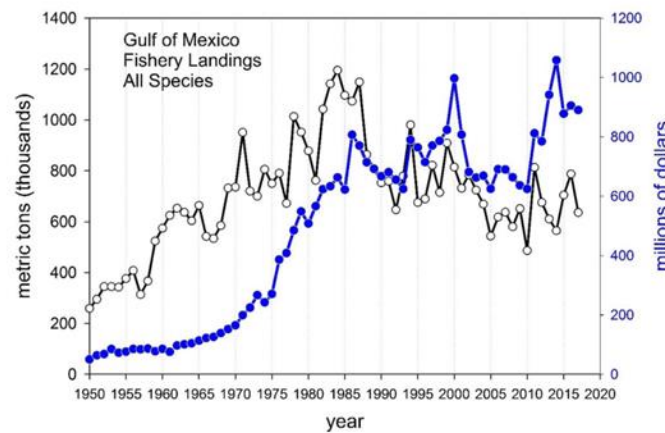 Gulf of Mexico
Fishery Landings
All Species
1400
1200
1000
800
600
400
200
0
metric tons (thousands)
1200
1000
800
600
400
200
0
millions of dollars
1950 1955 1960 1965 1970 1975 1980 1985 1990 1995 2000 2005 2010 2015 2020
year